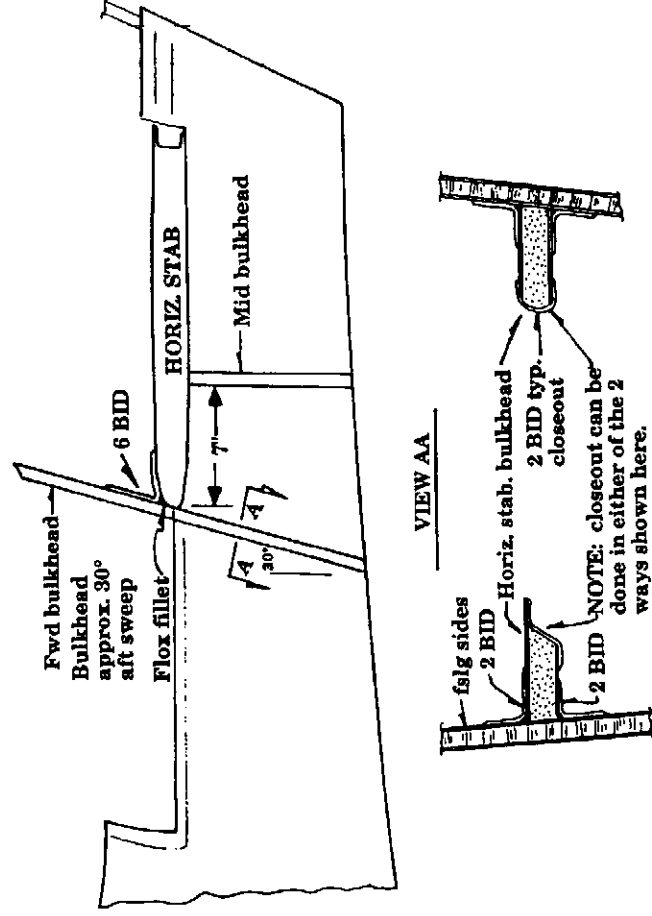 Fwd bulkhead
Bulkhead
approx. 30°
aft sweep
Flox fillet
6 BID
HORIZ. STAB
Mid bulkhead
7"
A
A
30°
VIEW AA
fslg sides
2 BID
Horiz. stab. bulkhead
2 BID typ.
closeout
2 BID
NOTE: closeout can be
done in either of the 2
ways shown here.